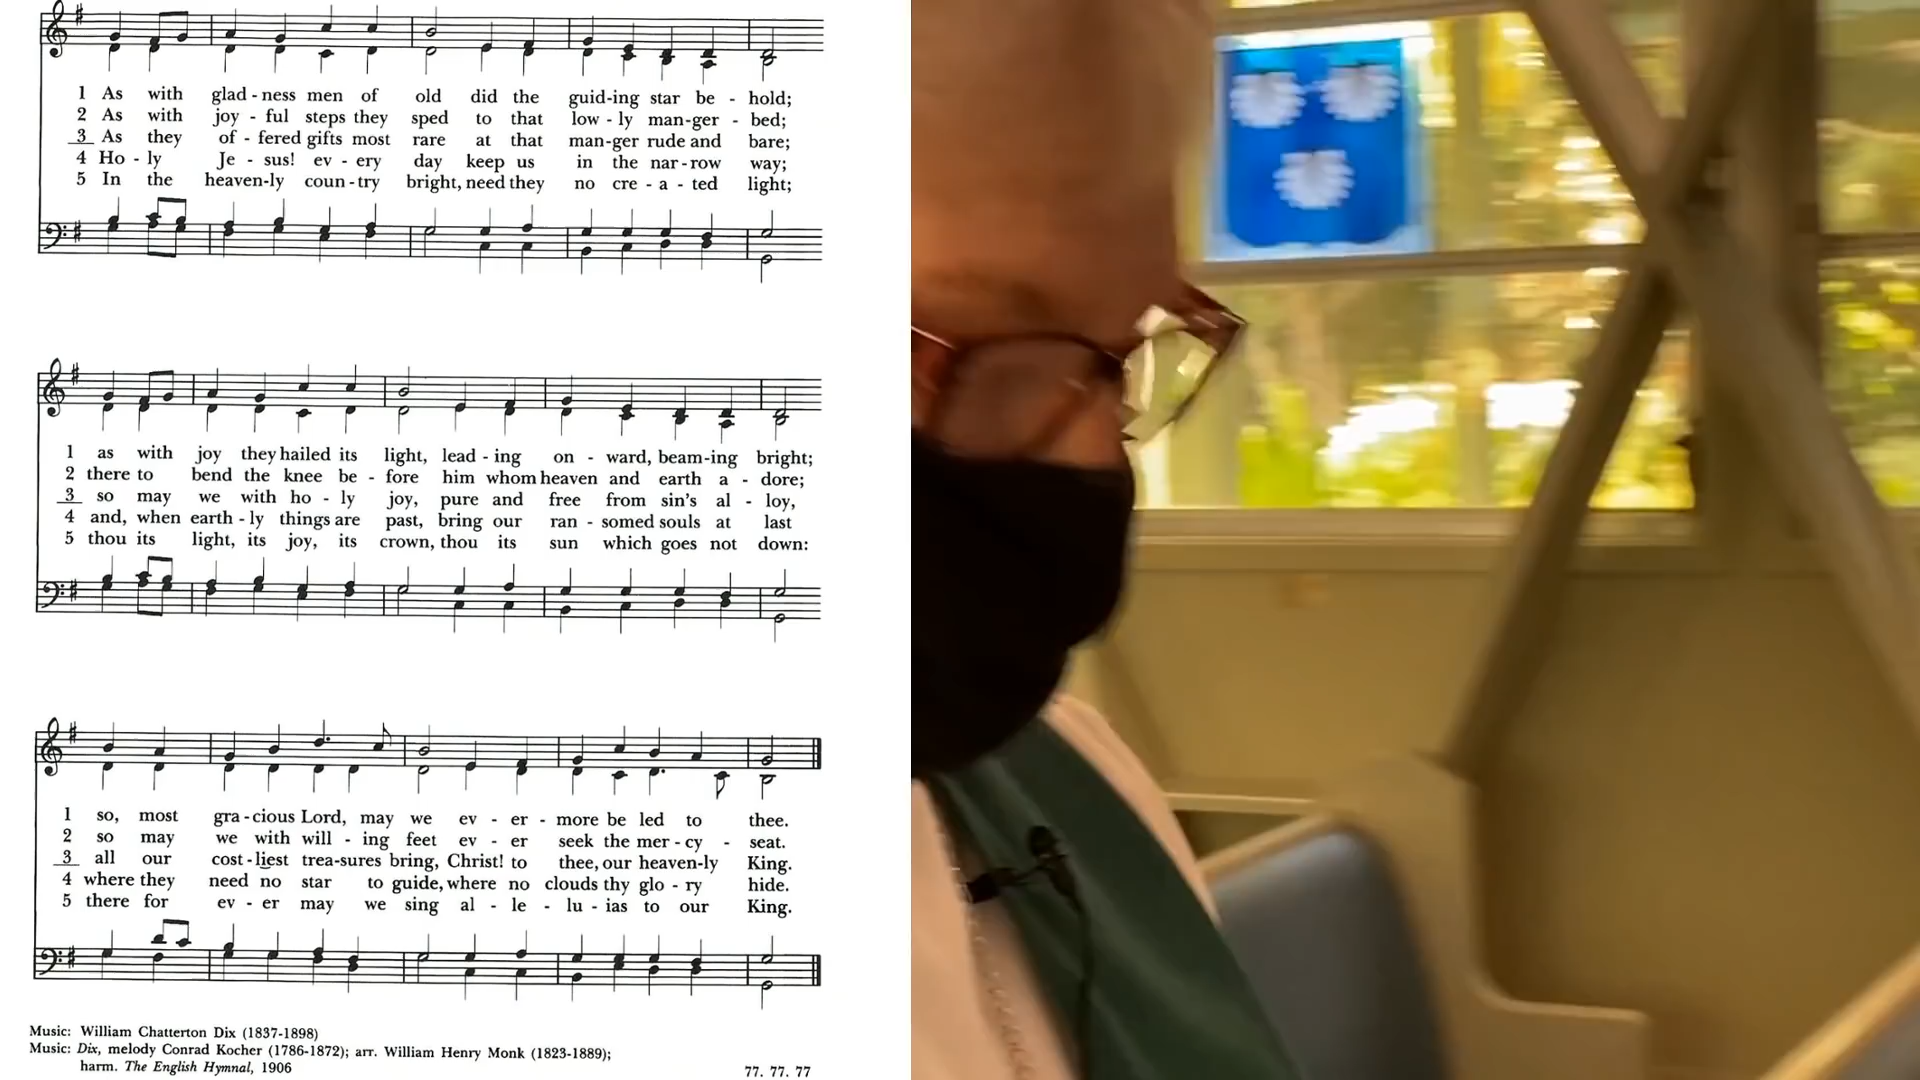 1 As with glad - ness men of old did the guid-ing star be - hold;
2 As with joy - ful steps they sped to that low - ly man-ger - bed;
3 As they of - fered gifts most rare at that man-ger rude and bare;
4 Ho - ly Je - sus! ev - ery day keep us in the nar - row way;
5 In the heaven-ly coun - try bright, need they no cre - a - ted light;
1 as with joy they hailed its light, lead - ing on - ward, beam-ing bright;
2 there to bend the knee be - fore him whom heaven and earth a - dore;
3 so may we with ho - ly joy, pure and free from sin's al - loy,
4 and, when earth - ly things are past, bring our ran - somed souls at last
5 thou its light, its joy, its crown, thou its sun which goes not down:
1 so, most gra - cious Lord, may we ev - er - more be led to thee.
2 so may we with will - ing feet ev - er seek the mer - cy - seat.
3 all our cost - liest trea-sures bring, Christ! to thee, our heaven-ly King.
4 where they need no star to guide, where no clouds thy glo - ry hide.
5 there for ev - er may we sing al - le - lu - ias to our King.
Music: William Chatterton Dix (1837-1898)
Music: Dix, melody Conrad Kocher (1786-1872); arr. William Henry Monk (1823-1889);
harm. The English Hymnal, 1906
77. 77. 77